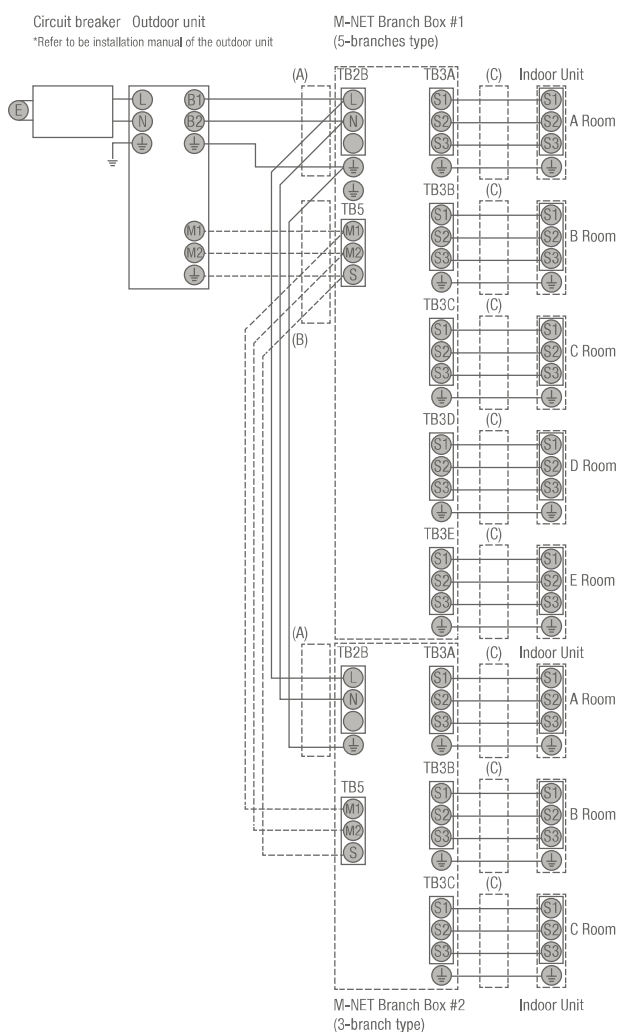 Circuit breaker Outdoor unit
*Refer to be installation manual of the outdoor unit
M-NET Branch Box #1
(5-branches type)
(A) TB2B TB3A (C) Indoor Unit
E L B1 L S1 S1
N B2 N S2 S2 A Room
S3 S3
TB3B (C)
TB5 S1 S1
M1 M1 S2 S2 B Room
M2 M2 S3 S3
S
TB3C (C)
S1 S1
(B) S2 S2 C Room
S3 S3
TB3D (C)
S1 S1
S2 S2 D Room
S3 S3
TB3E (C)
S1 S1
S2 S2 E Room
S3 S3
(A) TB2B TB3A (C) Indoor Unit
L S1 S1
N S2 S2 A Room
S3 S3
TB3B (C)
TB5 S1 S1
M1 S2 S2 B Room
M2 S3 S3
S
TB3C (C)
S1 S1
S2 S2 C Room
S3 S3
M-NET Branch Box #2 Indoor Unit
(3-branch type)